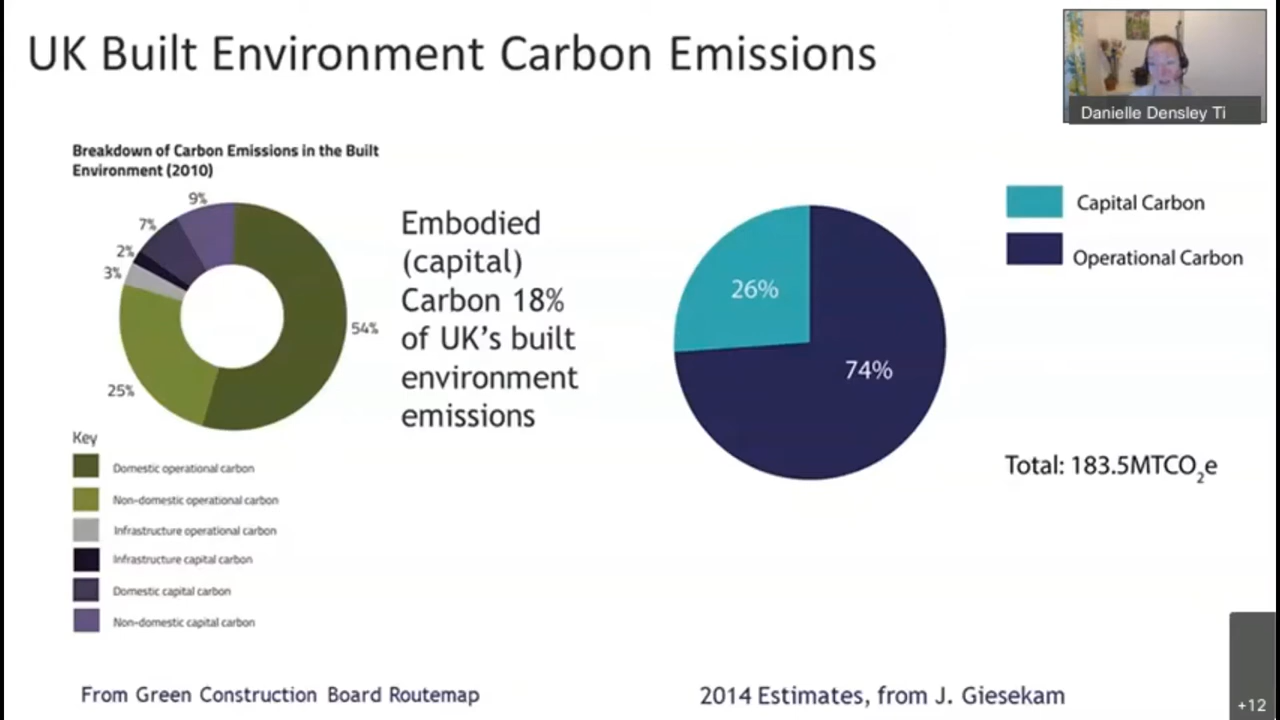 UK Built Environment Carbon Emissions
Danielle Densley Ti
Breakdown of Carbon Emissions in the Built
Environment (2010)
9%
7%
2%
3%
54%
25%
Embodied
(capital)
Carbon 18%
of UK's built
environment
emissions
Key
Domestic operational carbon
Non-domestic operational carbon
Infrastructure operational carbon
Infrastructure capital carbon
Domestic capital carbon
Non-domestic capital carbon
From Green Construction Board Routemap
26%
74%
Capital Carbon
Operational Carbon
Total: 183.5MTCO₂e
2014 Estimates, from J. Giesekam
+12